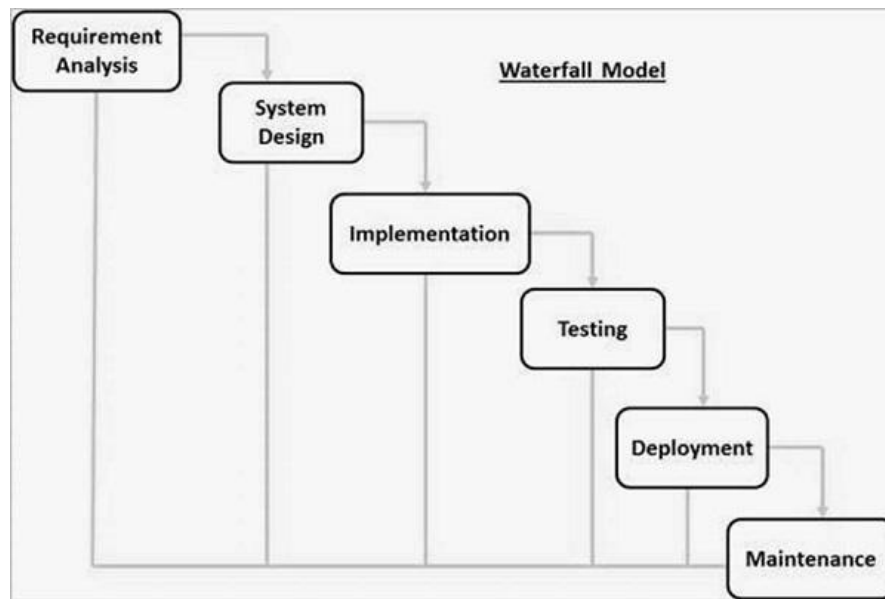 Requirement
Analysis
Waterfall Model
System
Design
Implementation
Testing
Deployment
Maintenance